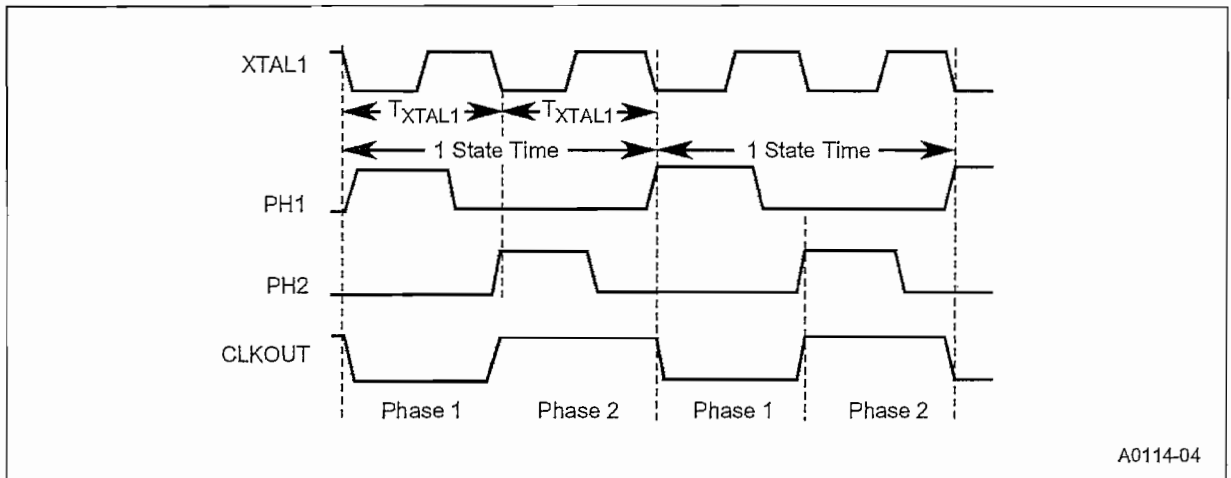 XTAL1
TXTAL1 TXTAL1
1 State Time 1 State Time
PH1
PH2
CLKOUT
Phase 1 Phase 2 Phase 1 Phase 2
A0114-04